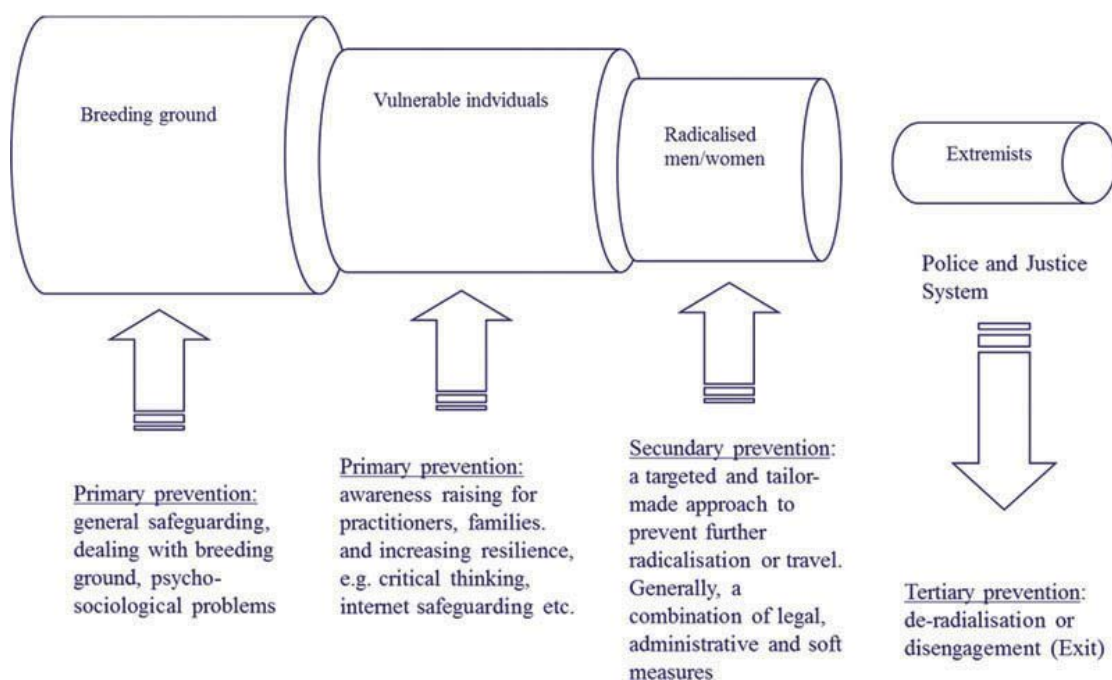 Breeding ground
Vulnerable indviduals
Radicalised
men/women
Extremists
Police and Justice
System
Primary prevention:
general safeguarding,
dealing with breeding
ground, psycho-
sociological problems
Primary prevention:
awareness raising for
practitioners, families.
and increasing resilience,
e.g. critical thinking,
internet safeguarding etc.
Secundary prevention:
a targeted and tailor-
made approach to
prevent further
radicalisation or travel.
Generally, a
combination of legal,
administrative and soft
measures
Tertiary prevention:
de-radialisation or
disengagement (Exit)